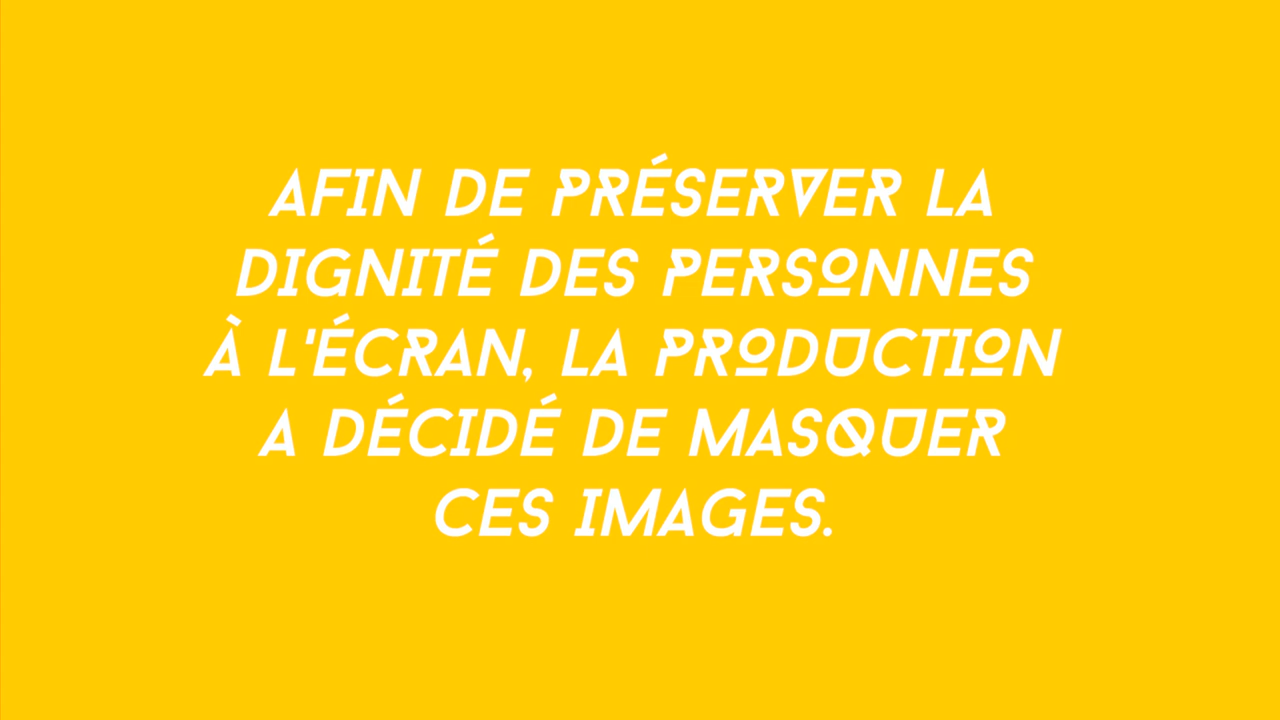 AFIN DE PRÉSERVER LA
DIGNITÉ DES PERSONNES
À L'ÉCRAN, LA PRODUCTION
A DÉCIDÉ DE MASQUER
CES IMAGES.